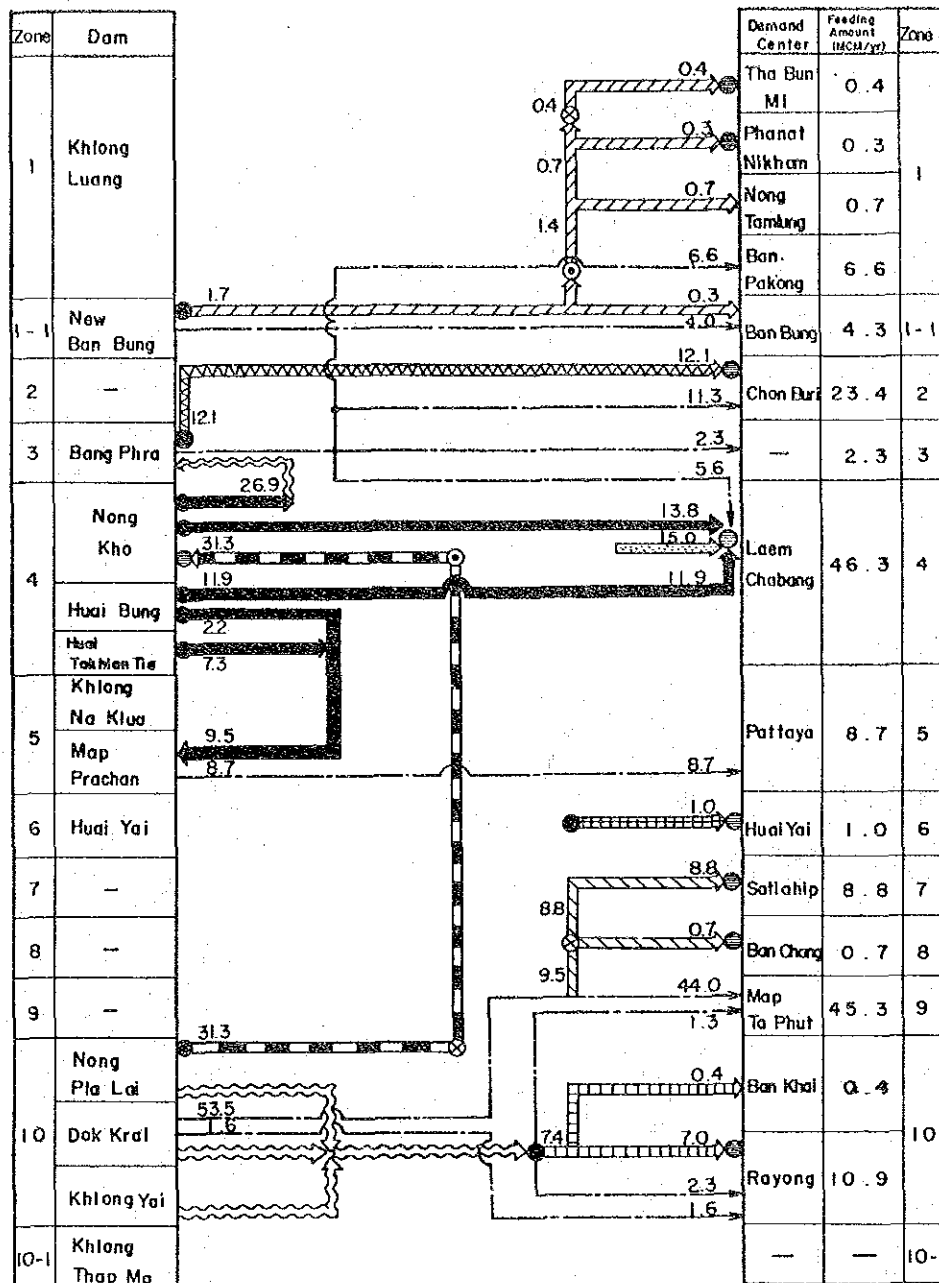 Zone
Dam
Demand Center
Feeding Amount (MCM/yr)
Zone
1
Khlong
Luang
0.4
0.4
Tha Bun
MI
0.4
0.3
0.7
Phanat
Nikham
0.3
1
0.7
1.4
Nong
Tamlung
0.7
6.6
Ban
Pakong
6.6
1-1
New
Ban Bung
1.7
0.3
4.0
Ban Bung
4.3
1-1
2
—
12.1
12.1
11.3
Chon Buri
23.4
2
3
Bang Phra
2.3
—
2.3
3
5.6
4
Nong
Kho
26.9
13.8
15.0
31.3
11.9
11.9
Laem
Chabang
46.3
4
Huai Bung
2.2
Huai
Takhian Tia
7.3
5
Khlong
Na Klua
Map
Prachan
9.5
8.7
8.7
Pattaya
8.7
5
6
Huai Yai
1.0
Huai Yai
1.0
6
7
—
8.8
8.8
Sattahip
8.8
7
8
—
0.7
9.5
Ban Chang
0.7
8
9
—
44.0
1.3
Map
Ta Phut
45.3
9
31.3
10
Nong
Pla Lai
0.4
Ban Khai
0.4
10
Dok Kral
53.5
1.6
7.4
7.0
Khlong Yai
2.3
1.6
Rayong
10.9
10-1
Khlong
Thap Ma
—
—
10-